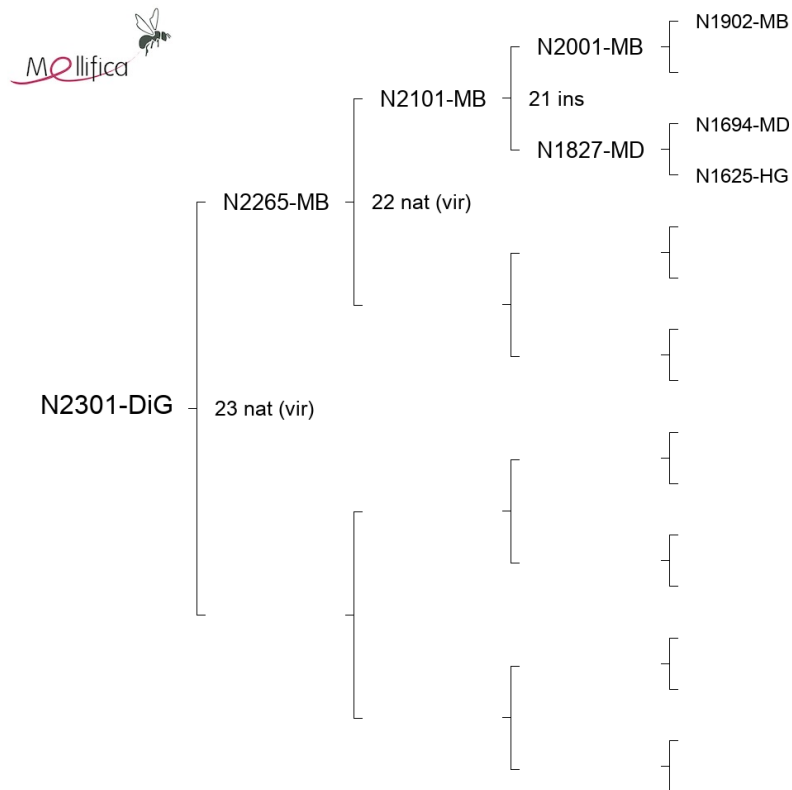 Mellifica
N1902-MB
N2001-MB
N2101-MB
21 ins
N1694-MD
N1827-MD
N1625-HG
N2265-MB
22 nat (vir)
N2301-DiG
23 nat (vir)